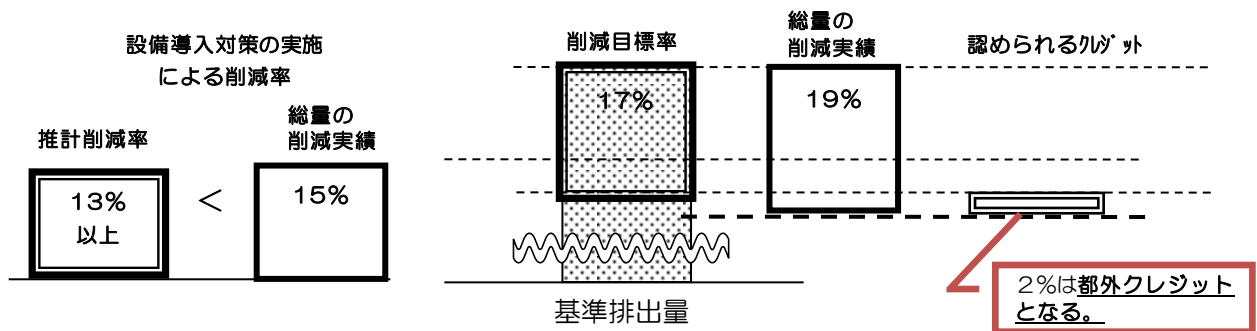 設備導入対策の実施
による削減率
推計削減率
総量の
削減実績
13%
以上
＜
15%
削減目標率
総量の
削減実績
認められるｸﾚｼﾞｯﾄ
17%
19%
基準排出量
2%は都外クレジット
となる。